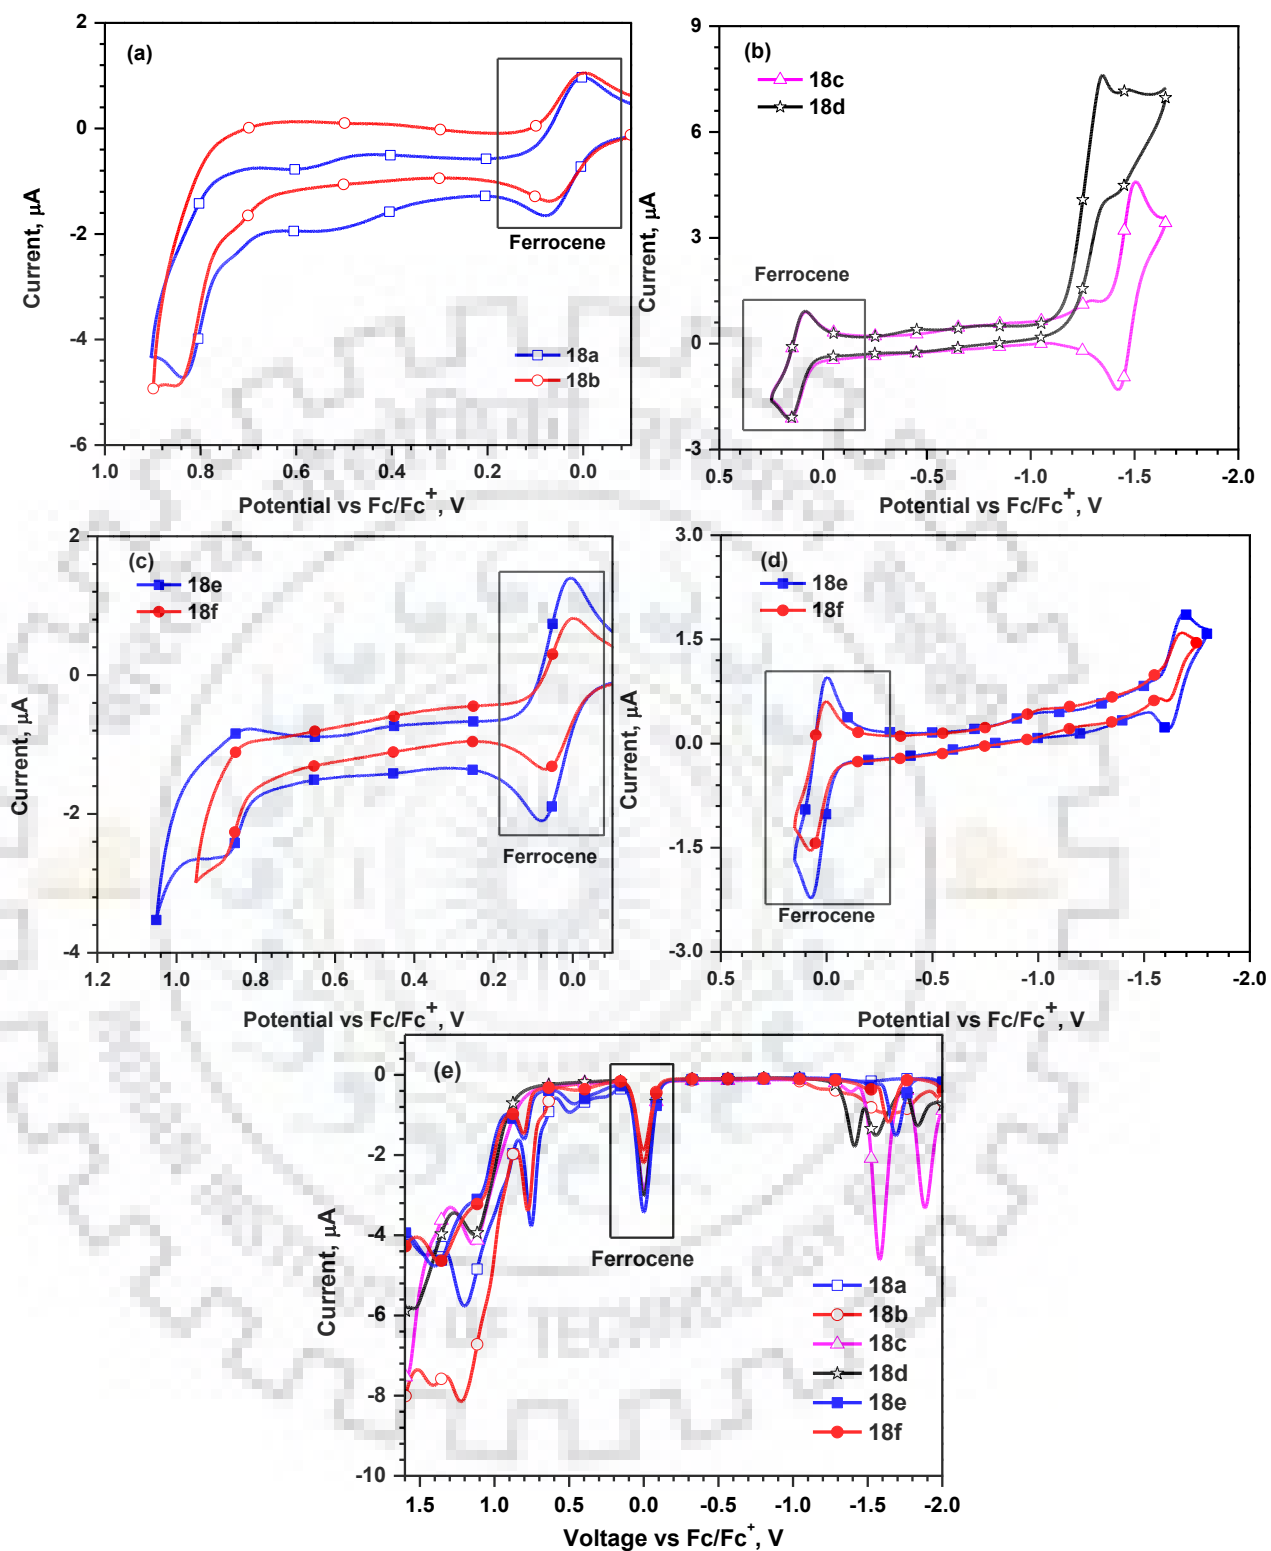 (a)
2
0
-2
-4
-6
Current, µA
1.0 0.8 0.6 0.4 0.2 0.0
Potential vs Fc/Fc+, V
Ferrocene
18a
18b
(b)
18c
18d
9
6
3
0
-3
Current, µA
Ferrocene
0.5 0.0 -0.5 -1.0 -1.5 -2.0
Potential vs Fc/Fc+, V
(c)
18e
18f
2
0
-2
-4
Current, µA
Ferrocene
1.2 1.0 0.8 0.6 0.4 0.2 0.0
Potential vs Fc/Fc+, V
(d)
18e
18f
3.0
1.5
0.0
-1.5
-3.0
Current, µA
Ferrocene
0.5 0.0 -0.5 -1.0 -1.5 -2.0
Potential vs Fc/Fc+, V
(e)
0
-2
-4
-6
-8
-10
Current, µA
Ferrocene
18a
18b
18c
18d
18e
18f
1.5 1.0 0.5 0.0 -0.5 -1.0 -1.5 -2.0
Voltage vs Fc/Fc+, V